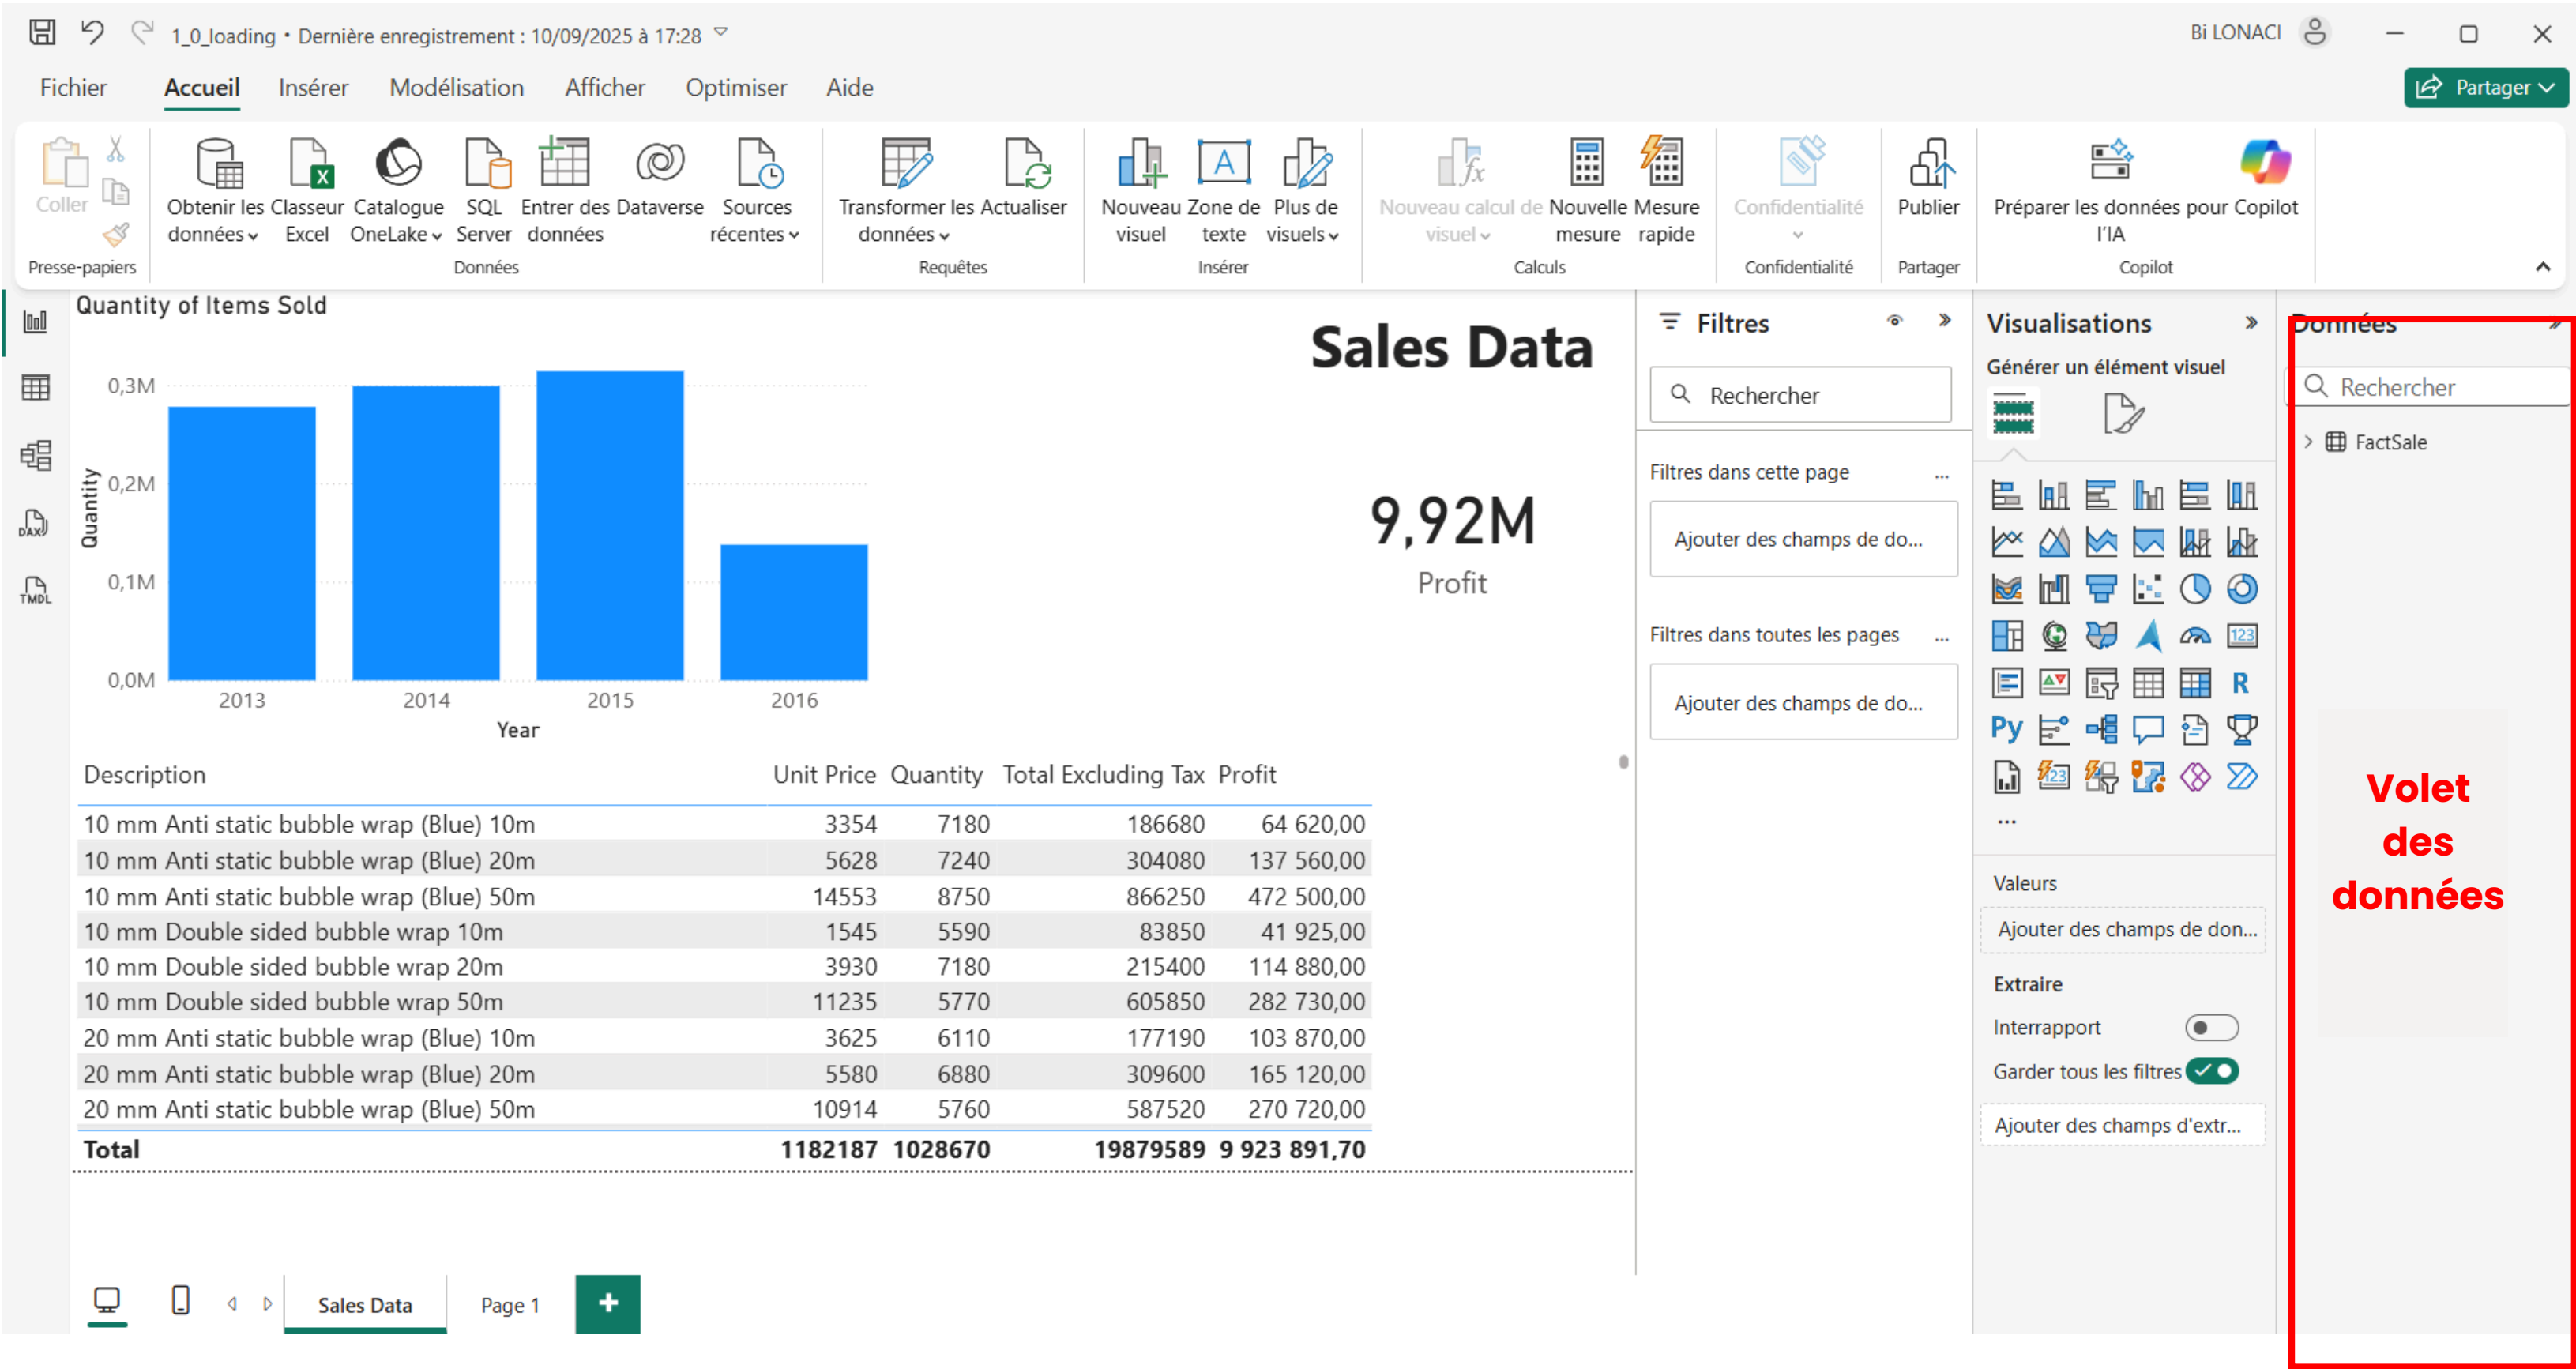 1_0_loading • Dernière enregistrement : 10/09/2025 à 17:28
Bi LONACI
Fichier Accueil Insérer Modélisation Afficher Optimiser Aide
Partager
Coller
Obtenir les données
Classeur Excel
Catalogue OneLake
SQL Server
Entrer des données
Dataverse
Sources récentes
Transformer les données
Actualiser
Nouveau visuel
Zone de texte
Plus de visuels
Nouveau calcul de visuel
Nouvelle mesure
Mesure rapide
Confidentialité
Publier
Préparer les données pour l'IA
Copilot
Presse-papiers Données Requêtes Insérer Calculs Confidentialité Partager Copilot
DAX
TMDL
Quantity of Items Sold
Quantity
0,3M
0,2M
0,1M
0,0M
2013 2014 2015 2016
Year
Sales Data
9,92M
Profit
Description Unit Price Quantity Total Excluding Tax Profit
10 mm Anti static bubble wrap (Blue) 10m 3354 7180 186680 64 620,00
10 mm Anti static bubble wrap (Blue) 20m 5628 7240 304080 137 560,00
10 mm Anti static bubble wrap (Blue) 50m 14553 8750 866250 472 500,00
10 mm Double sided bubble wrap 10m 1545 5590 83850 41 925,00
10 mm Double sided bubble wrap 20m 3930 7180 215400 114 880,00
10 mm Double sided bubble wrap 50m 11235 5770 605850 282 730,00
20 mm Anti static bubble wrap (Blue) 10m 3625 6110 177190 103 870,00
20 mm Anti static bubble wrap (Blue) 20m 5580 6880 309600 165 120,00
20 mm Anti static bubble wrap (Blue) 50m 10914 5760 587520 270 720,00
Total 1182187 1028670 19879589 9 923 891,70
Sales Data Page 1
Filtres
Rechercher
Filtres dans cette page ...
Ajouter des champs de do...
Filtres dans toutes les pages ...
Ajouter des champs de do...
Visualisations
Générer un élément visuel
123
R
Py
123
...
Valeurs
Ajouter des champs de don...
Extraire
Interrapport
Garder tous les filtres
Ajouter des champs d'extr...
Données
Rechercher
FactSale
Volet
des
données